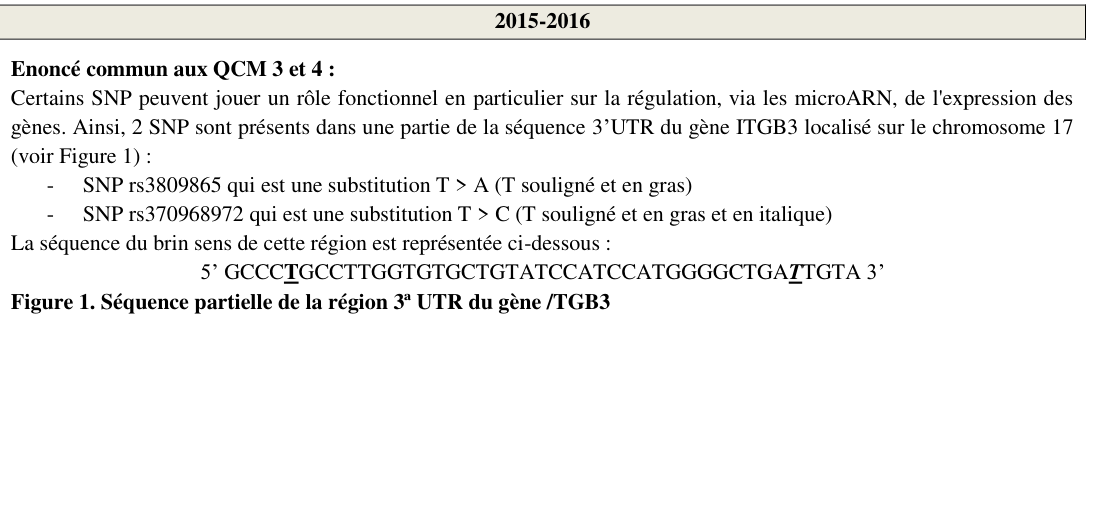 2015-2016
Enoncé commun aux QCM 3 et 4 :
Certains SNP peuvent jouer un rôle fonctionnel en particulier sur la régulation, via les microARN, de l'expression des
gènes. Ainsi, 2 SNP sont présents dans une partie de la séquence 3’UTR du gène ITGB3 localisé sur le chromosome 17
(voir Figure 1) :
- SNP rs3809865 qui est une substitution T > A (T souligné et en gras)
- SNP rs370968972 qui est une substitution T > C (T souligné et en gras et en italique)
La séquence du brin sens de cette région est représentée ci-dessous :
5’ GCCCTGCCTTGGTGTGCTGTATCCATCCATGGGGCTGATTGTA 3’
Figure 1. Séquence partielle de la région 3ª UTR du gène /TGB3